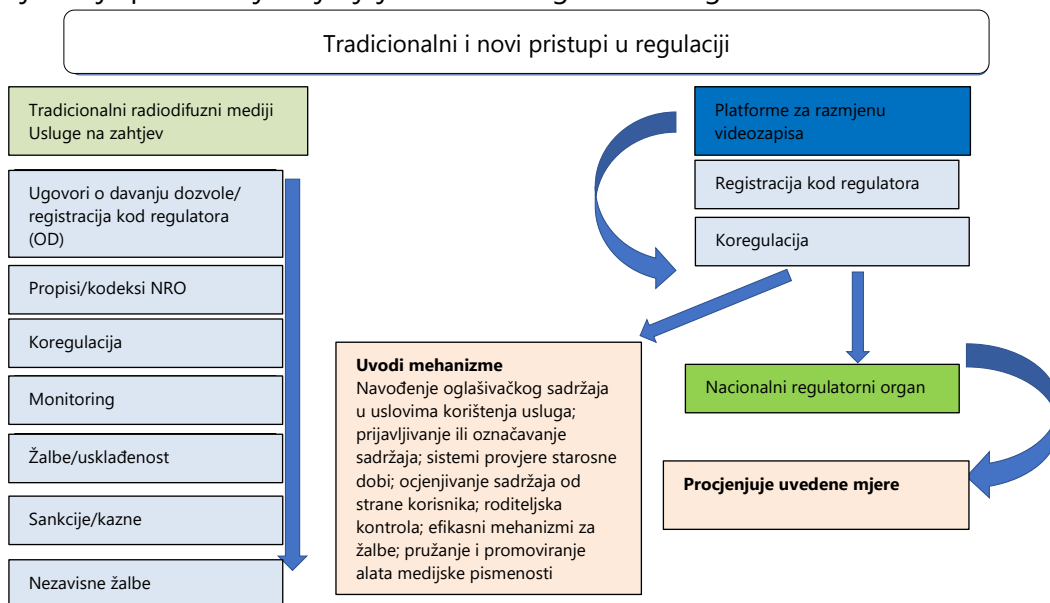 Tradicionalni i novi pristupi u regulaciji
Tradicionalni radiodifuzni mediji
Usluge na zahtjev
Ugovori o davanju dozvole/
registracija kod regulatora
(OD)
Propisi/kodeksi NRO
Koregulacija
Monitoring
Žalbe/usklađenost
Sankcije/kazne
Nezavisne žalbe
Platforme za razmjenu
videozapisa
Registracija kod regulatora
Koregulacija
Uvodi mehanizme
Navođenje oglašivačkog sadržaja
u uslovima korištenja usluga;
prijavljivanje ili označavanje
sadržaja; sistemi provjere starosne
dobi; ocjenjivanje sadržaja od
strane korisnika; roditeljska
kontrola; efikasni mehanizmi za
žalbe; pružanje i promoviranje
alata medijske pismenosti
Nacionalni regulatorni organ
Procjenjuje uvedene mjere